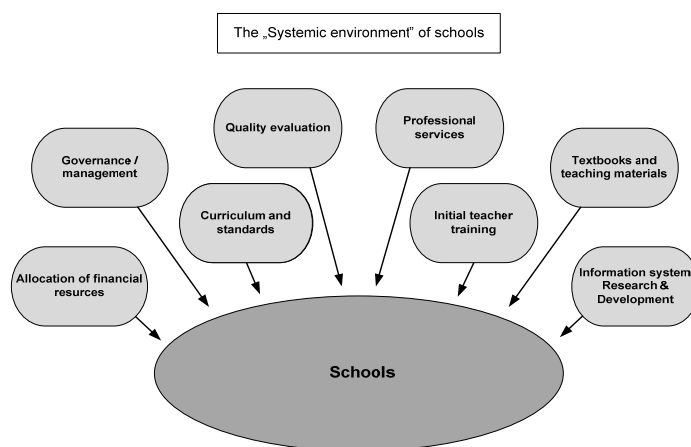 The „Systemic environment” of schools
Quality evaluation
Professional
services
Governance /
management
Textbooks and
teaching materials
Curriculum and
standards
Initial teacher
training
Allocation of financial
resurces
Information system
Research &
Development
Schools